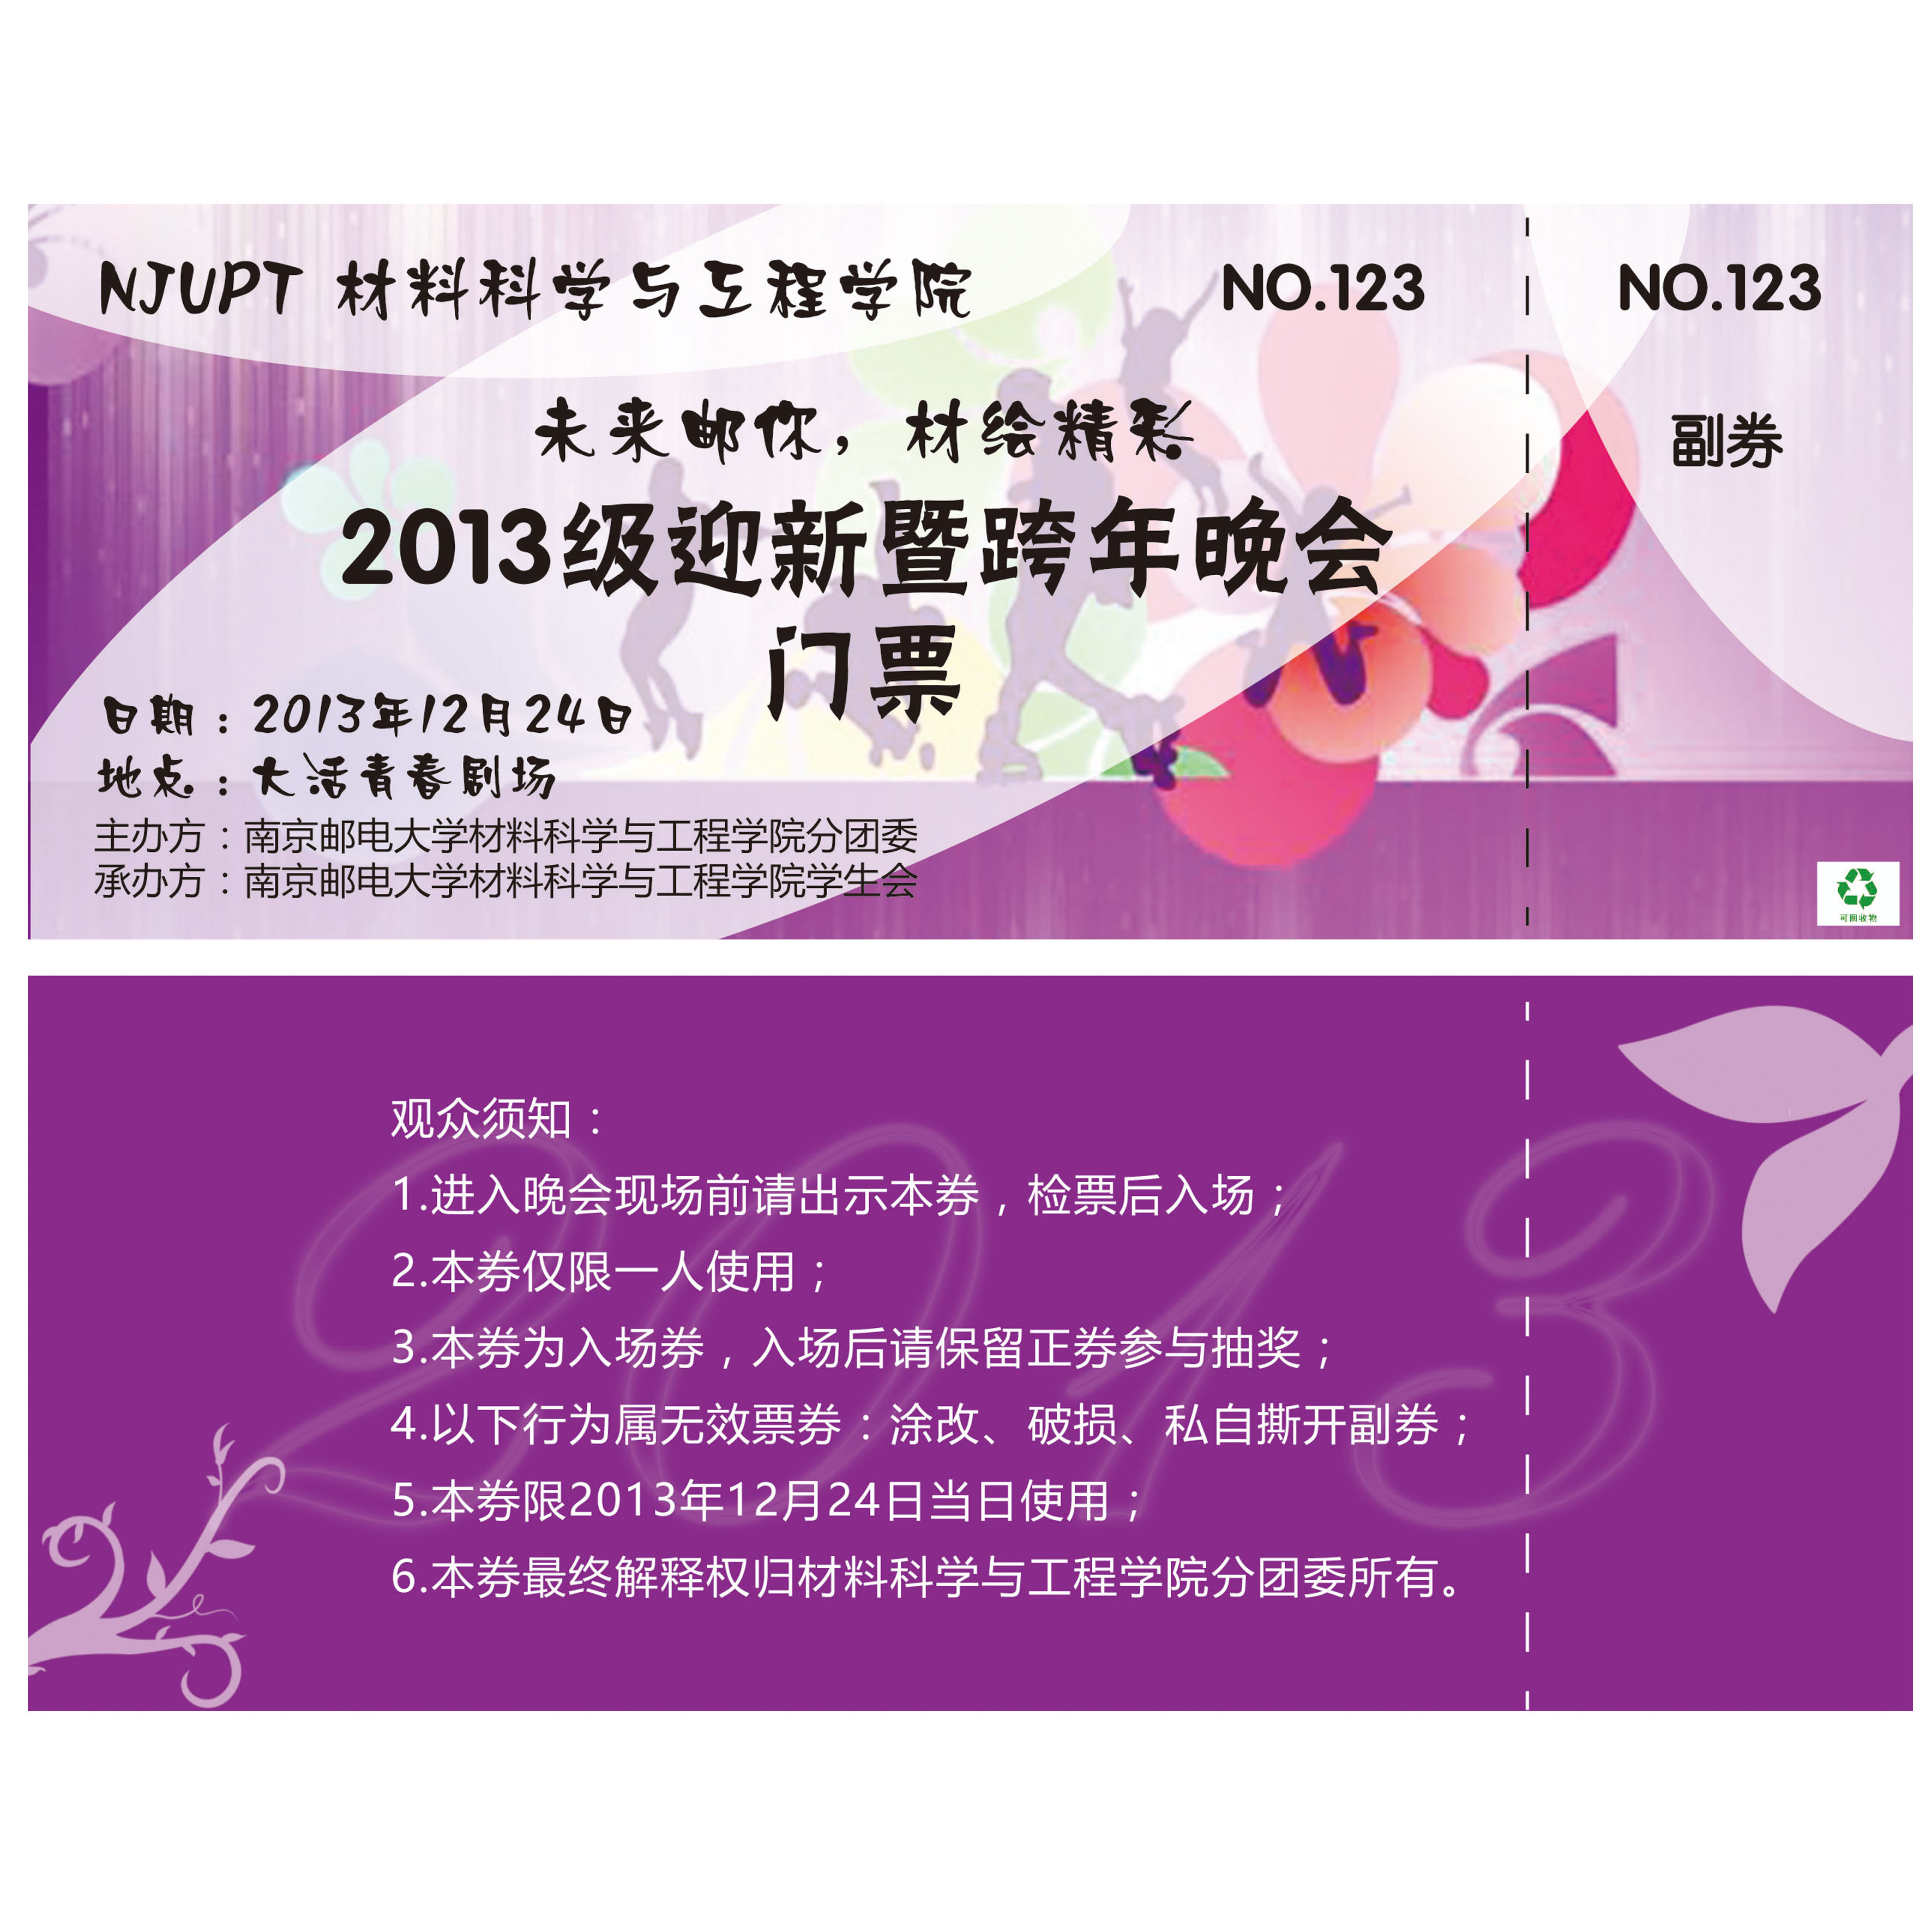 NJUPT 材料科学与工程学院
NO.123
NO.123
未来邮你，材绘精彩
副券
2013级迎新暨跨年晚会
门票
日期：2013年12月24日
地点：大活青春剧场
主办方：南京邮电大学材料科学与工程学院分团委
承办方：南京邮电大学材料科学与工程学院学生会
可回收物
2013
观众须知：
1.进入晚会现场前请出示本券，检票后入场；
2.本券仅限一人使用；
3.本券为入场券，入场后请保留正券参与抽奖；
4.以下行为属无效票券：涂改、破损、私自撕开副券；
5.本券限2013年12月24日当日使用；
6.本券最终解释权归材料科学与工程学院分团委所有。